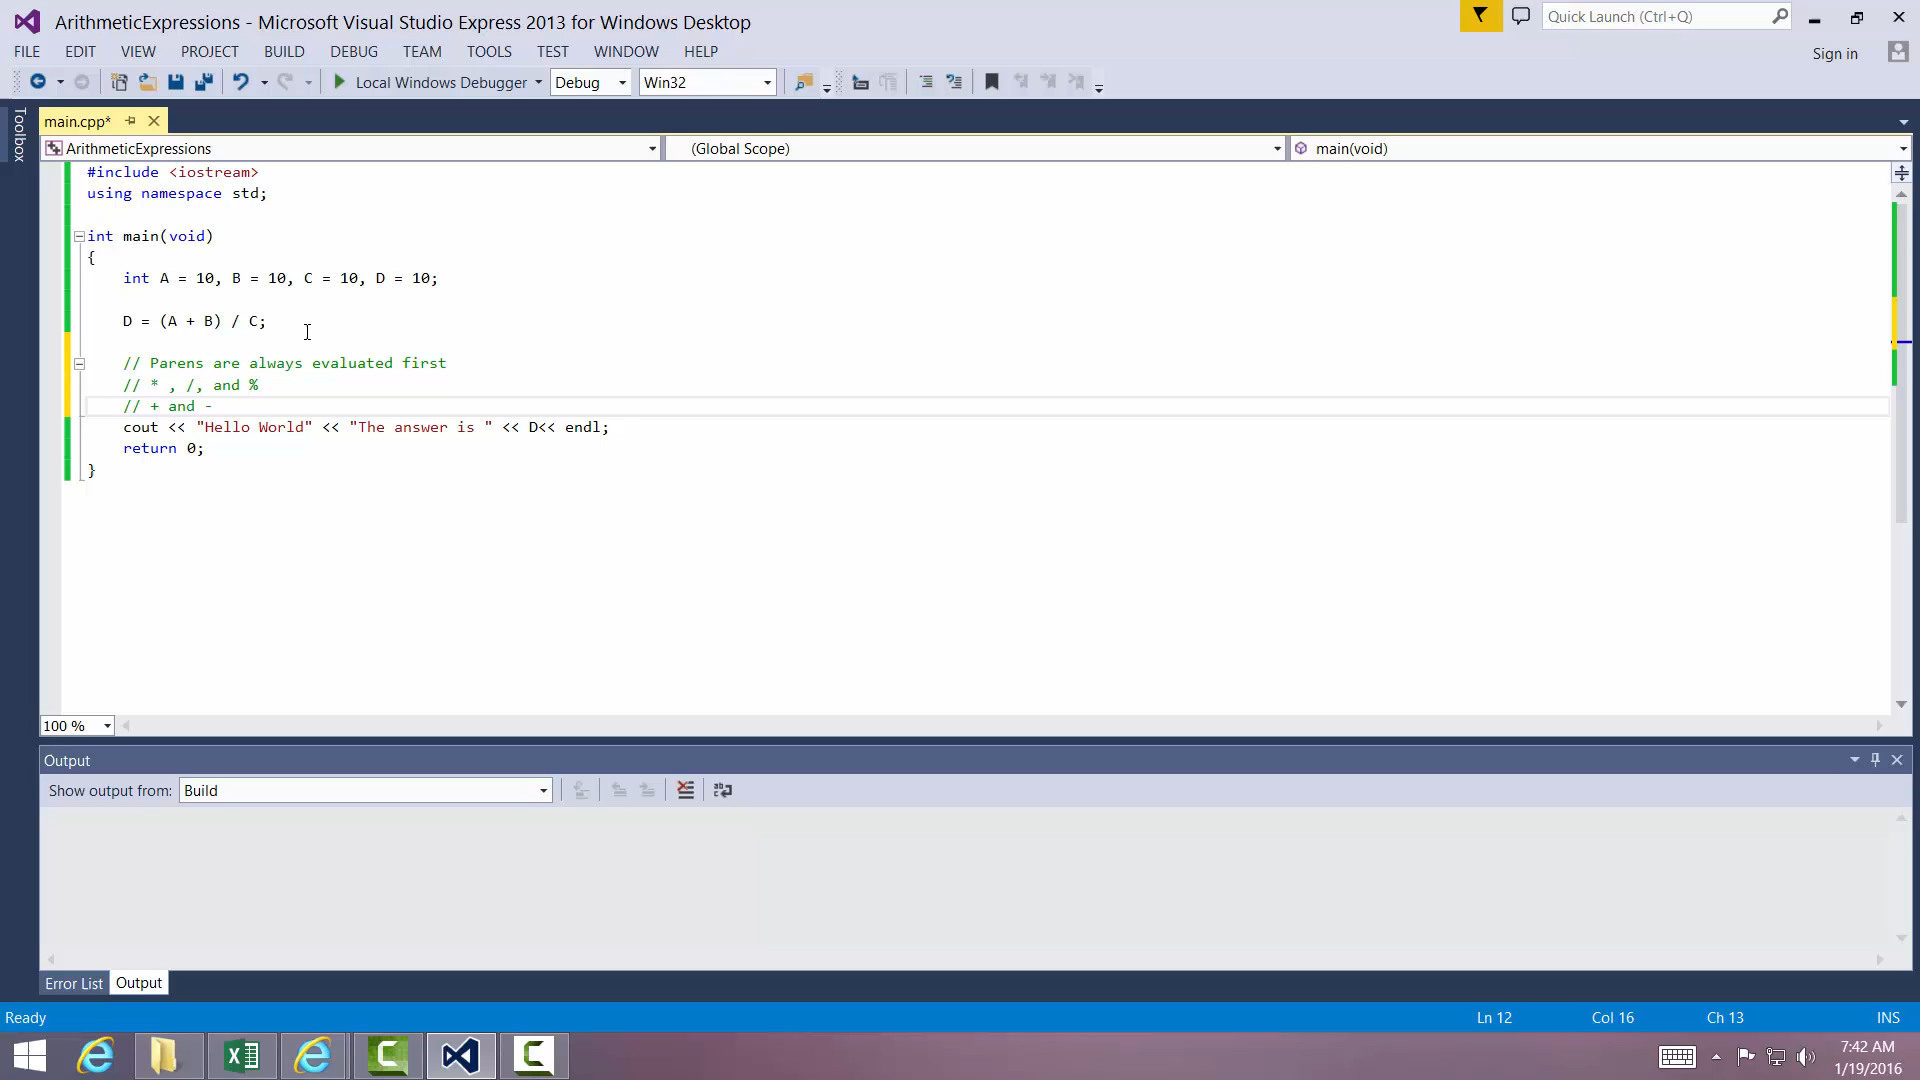 ArithmeticExpressions - Microsoft Visual Studio Express 2013 for Windows Desktop
Quick Launch (Ctrl+Q)
FILE EDIT VIEW PROJECT BUILD DEBUG TEAM TOOLS TEST WINDOW HELP
Sign in
Local Windows Debugger Debug Win32
Toolbox
main.cpp*
ArithmeticExpressions (Global Scope) main(void)
#include <iostream>
using namespace std;
int main(void)
{
int A = 10, B = 10, C = 10, D = 10;
D = (A + B) / C;
// Parens are always evaluated first
// * , /, and %
// + and -
cout << "Hello World" << "The answer is " << D<< endl;
return 0;
}
100 %
Output
Show output from: Build
Error List Output
Ready Ln 12 Col 16 Ch 13 INS
7:42 AM
1/19/2016